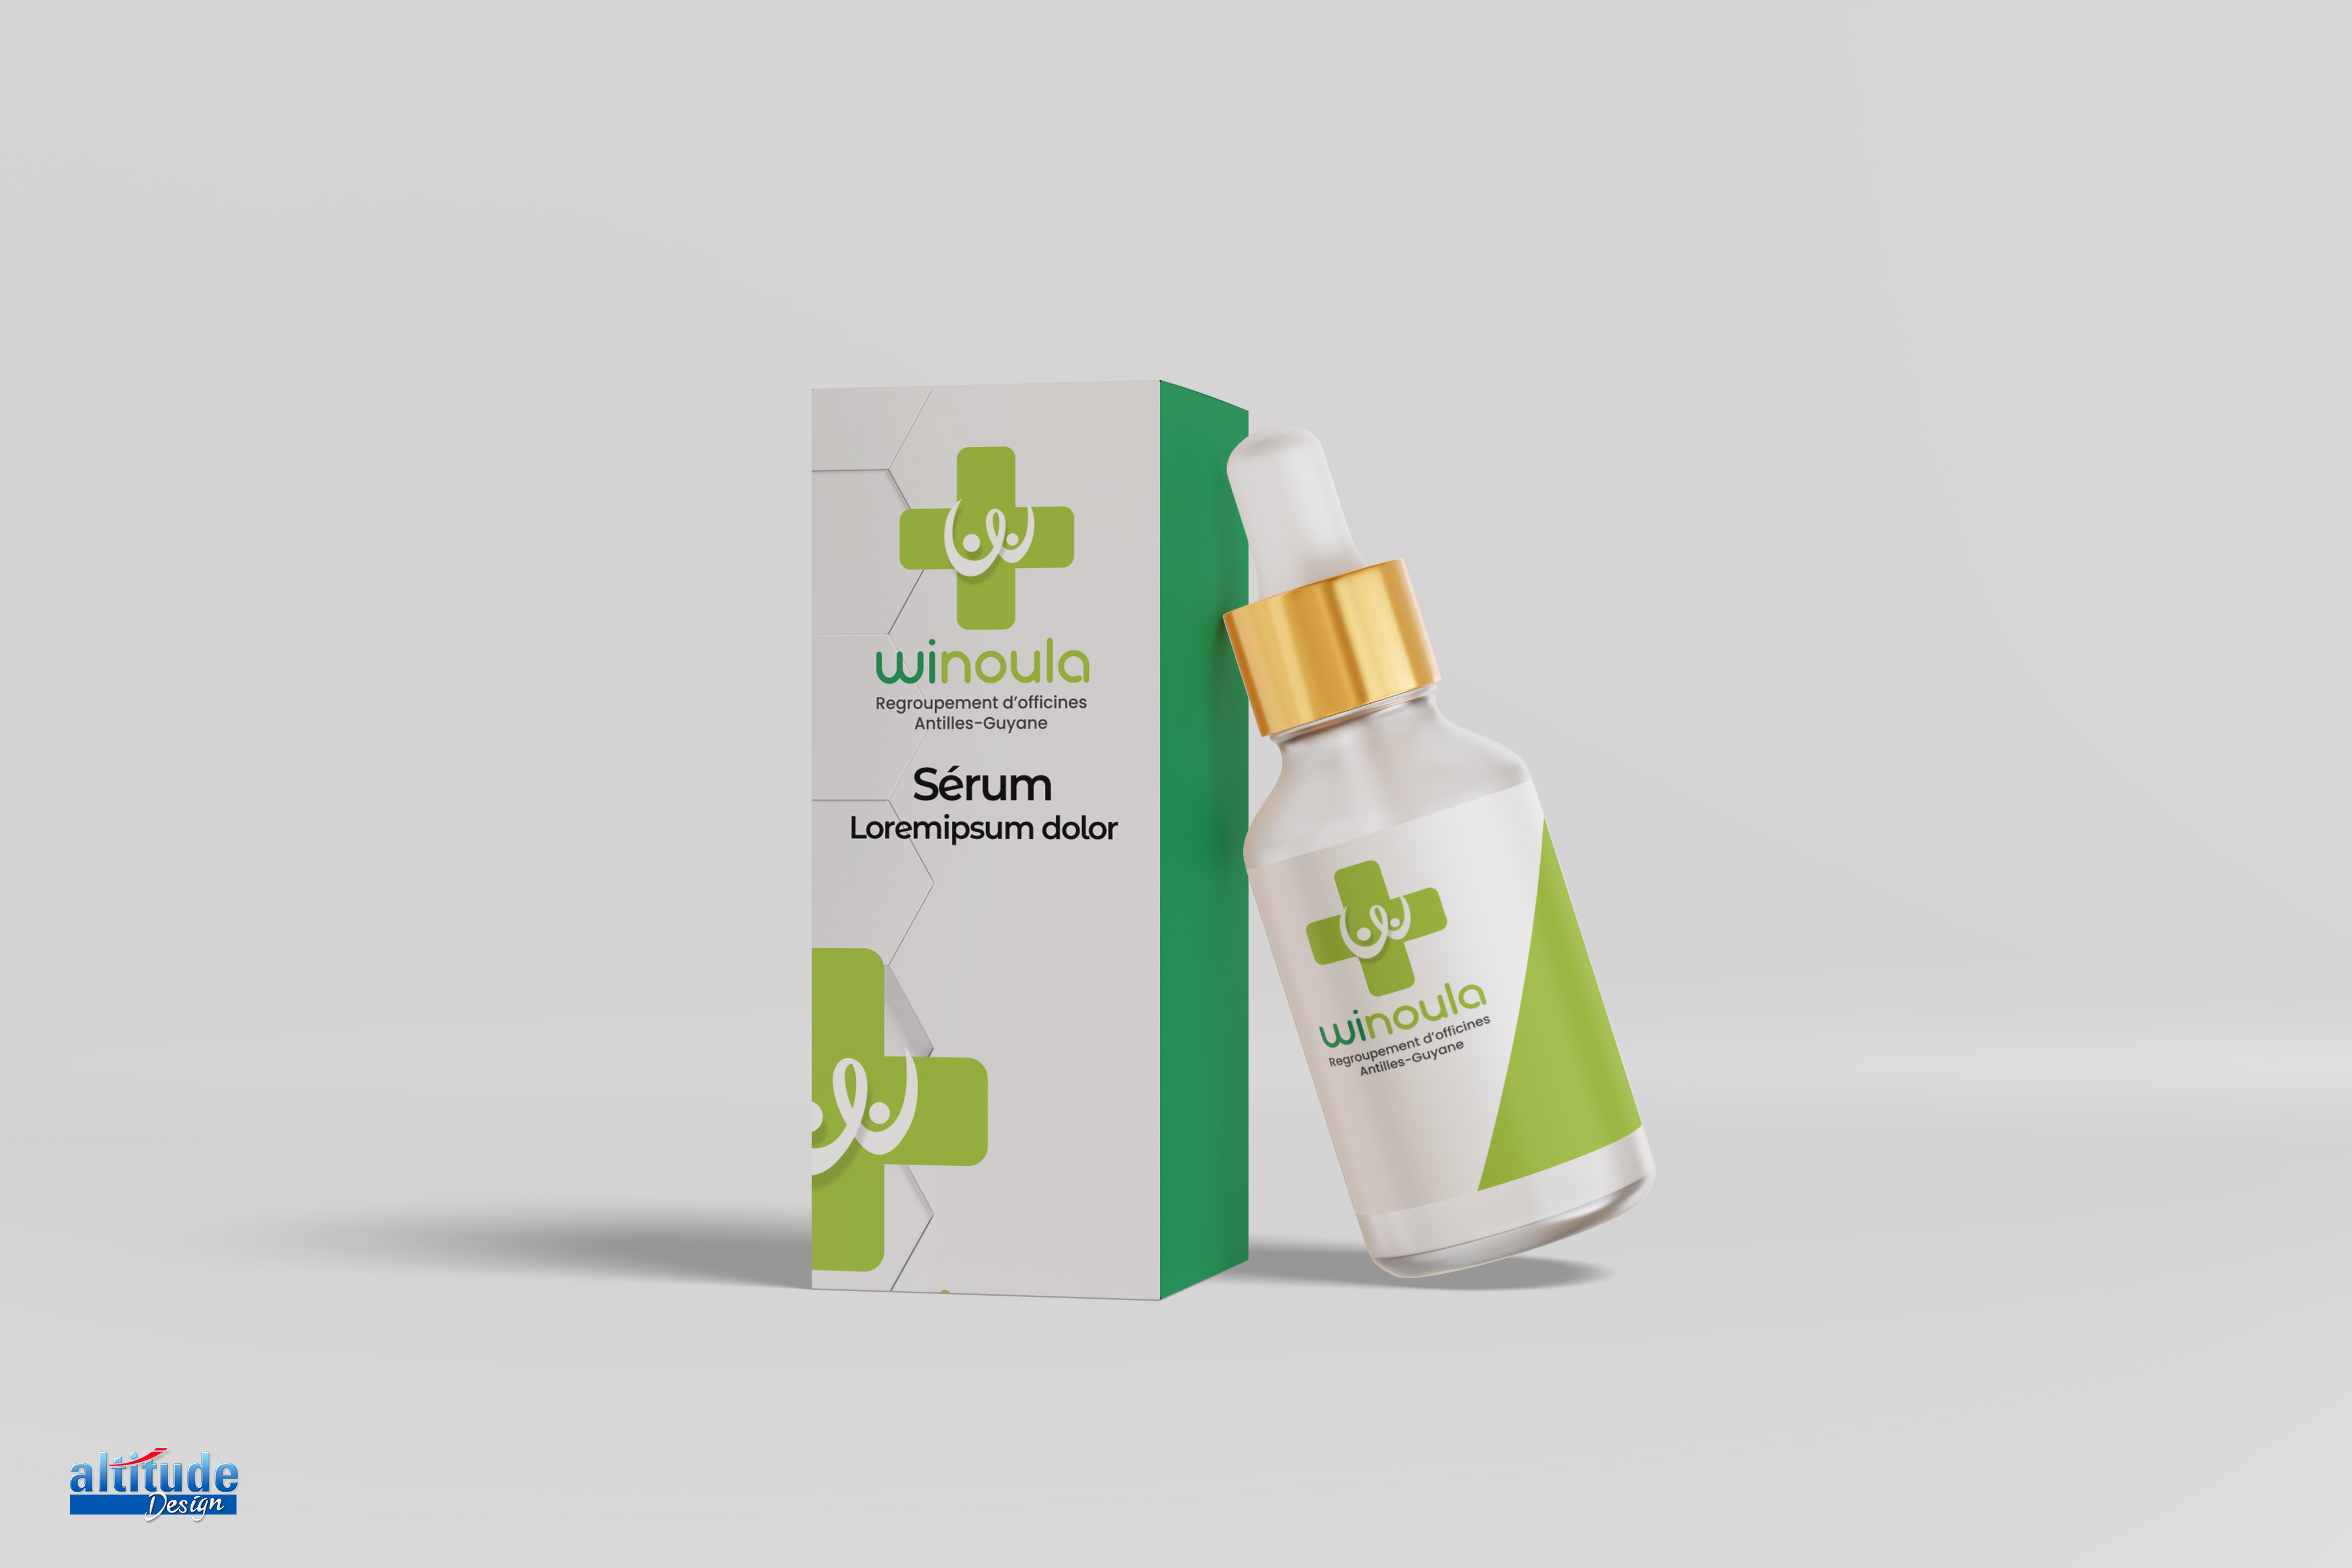 winoula
Regroupement d'officines
Antilles-Guyane
Sérum
Loremipsum dolor
winoula
Regroupement d'officines
Antilles-Guyane
altitude
Design